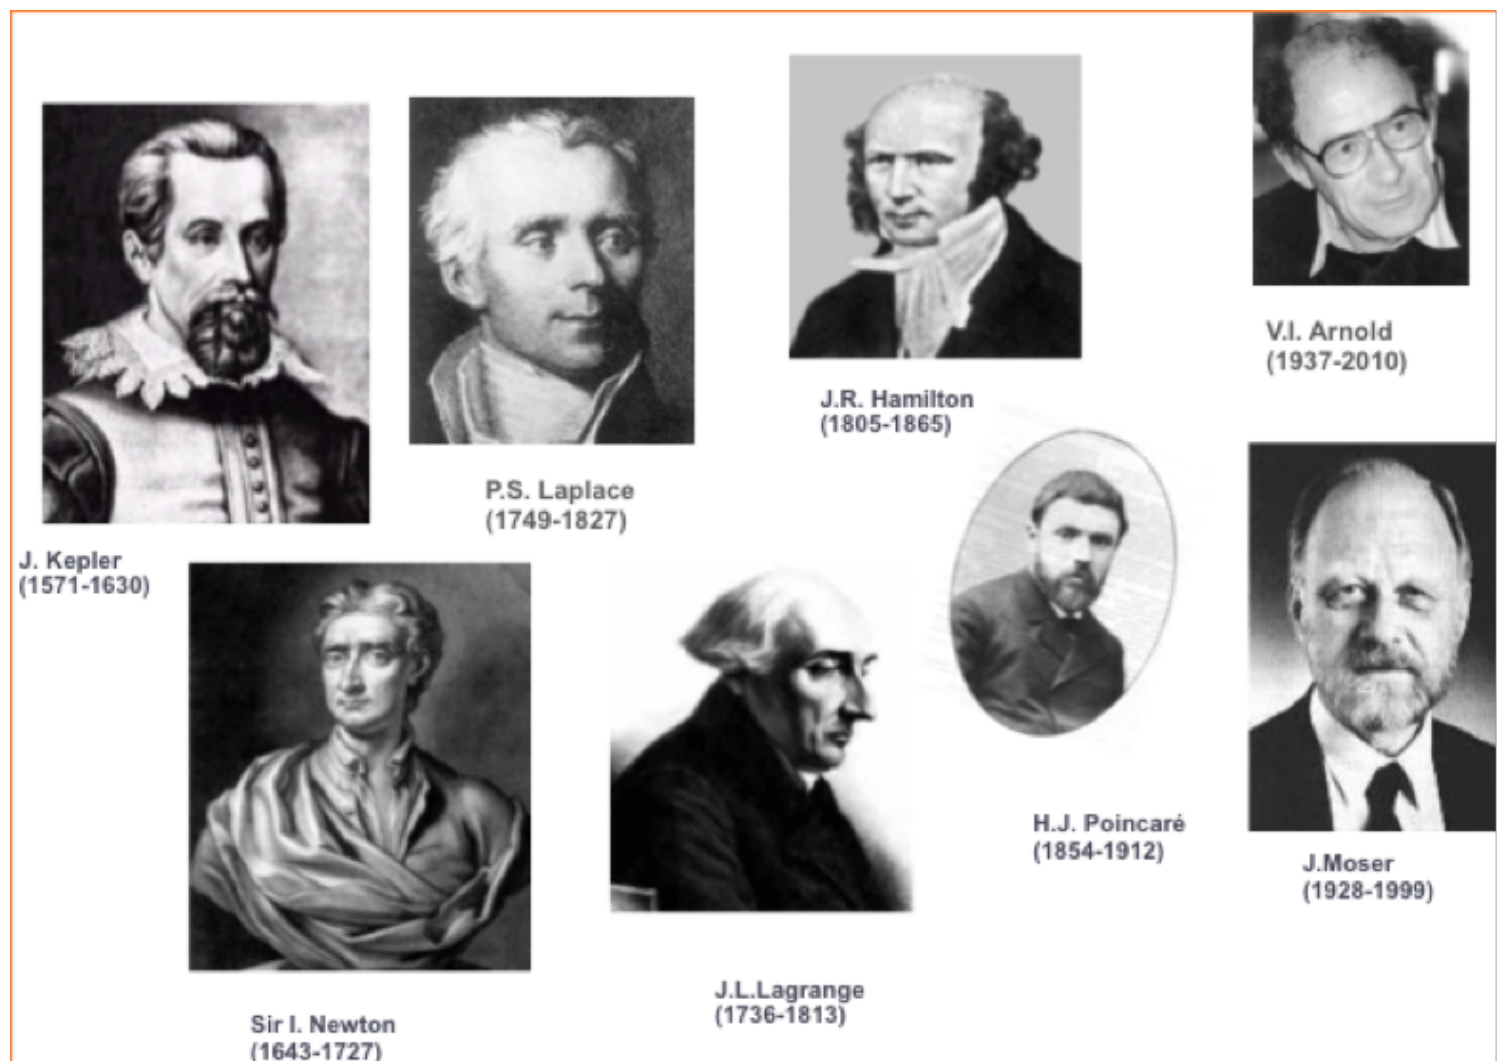 J. Kepler
(1571-1630)
P.S. Laplace
(1749-1827)
J.R. Hamilton
(1805-1865)
V.I. Arnold
(1937-2010)
Sir I. Newton
(1643-1727)
J.L.Lagrange
(1736-1813)
H.J. Poincaré
(1854-1912)
J.Moser
(1928-1999)